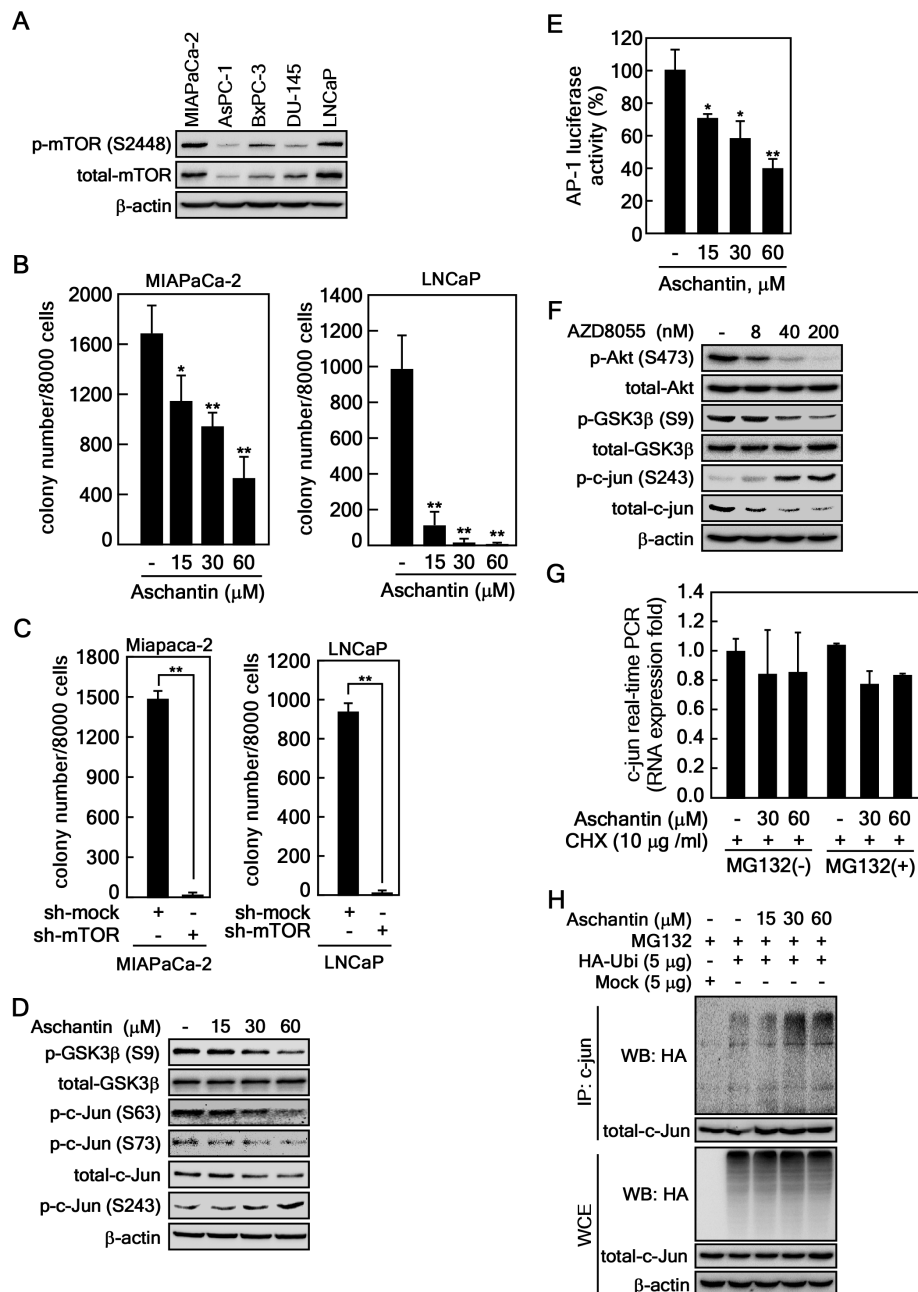 A
MIAPaCa-2
AsPC-1
BxPC-3
DU-145
LNCaP
p-mTOR (S2448)
total-mTOR
β-actin
B
MIAPaCa-2
colony number/8000 cells
2000
1600
1200
800
400
0
* ** **
- 15 30 60
Aschantin (μM)
LNCaP
colony number/8000 cells
1400
1200
1000
800
600
400
200
0
** ** **
- 15 30 60
Aschantin (μM)
C
Miapaca-2
colony number/8000 cells
1800
1500
1200
900
600
300
0
**
sh-mock + -
sh-mTOR - +
MIAPaCa-2
LNCaP
colony number/8000 cells
1200
1000
800
600
400
200
0
**
+ -
sh-mTOR - +
LNCaP
D
Aschantin (μM) - 15 30 60
p-GSK3β (S9)
total-GSK3β
p-c-Jun (S63)
p-c-Jun (S73)
total-c-Jun
p-c-Jun (S243)
β-actin
E
AP-1 luciferase
activity (%)
120
100
80
60
40
20
0
* * **
- 15 30 60
Aschantin, μM
F
AZD8055 (nM) - 8 40 200
p-Akt (S473)
total-Akt
p-GSK3β (S9)
total-GSK3β
p-c-jun (S243)
total-c-jun
β-actin
G
c-jun real-time PCR
(RNA expression fold)
1.4
1.2
1.0
0.8
0.6
0.4
0.2
0.0
Aschantin (μM) - 30 60 - 30 60
CHX (10 μg /ml) + + + + + +
MG132(-) MG132(+)
H
Aschantin (μM) - - 15 30 60
MG132 + + + + +
HA-Ubi (5 μg) - + + + +
Mock (5 μg) + - - - -
IP: c-jun
WB: HA
total-c-Jun
WCE
WB: HA
total-c-Jun
β-actin